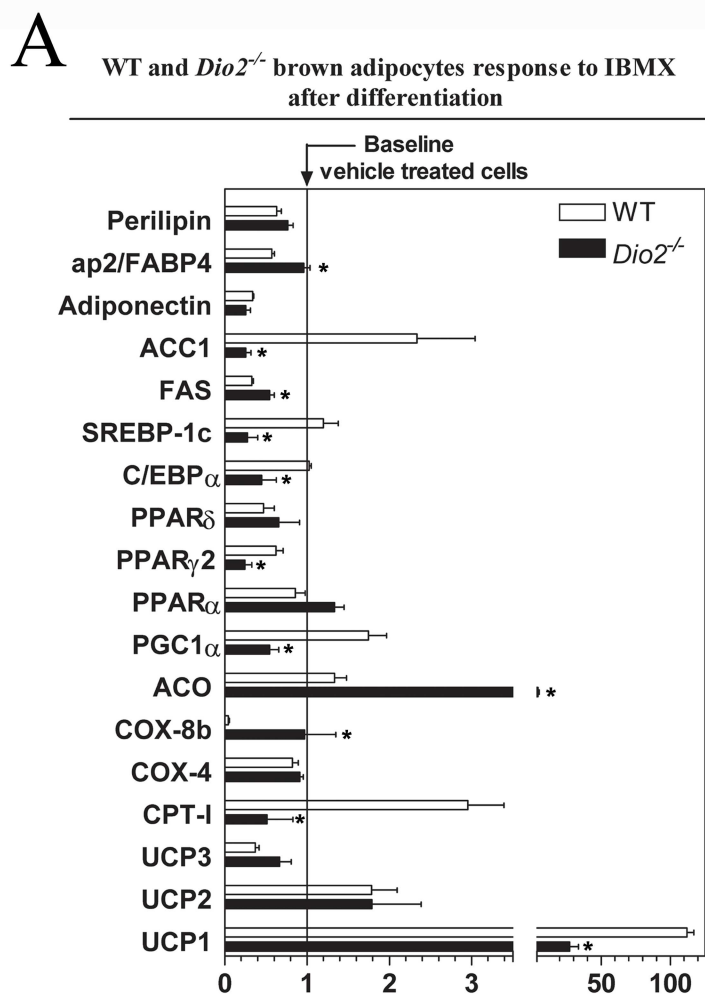 A
WT and Dio2-/- brown adipocytes response to IBMX
after differentiation
Baseline
vehicle treated cells
WT
Dio2-/-
Perilipin
ap2/FABP4
*
Adiponectin
ACC1
*
FAS
*
SREBP-1c
*
C/EBPα
*
PPARδ
PPARγ2
*
PPARα
PGC1α
*
ACO
*
COX-8b
*
COX-4
CPT-I
*
UCP3
UCP2
UCP1
*
0 1 2 3 50 100